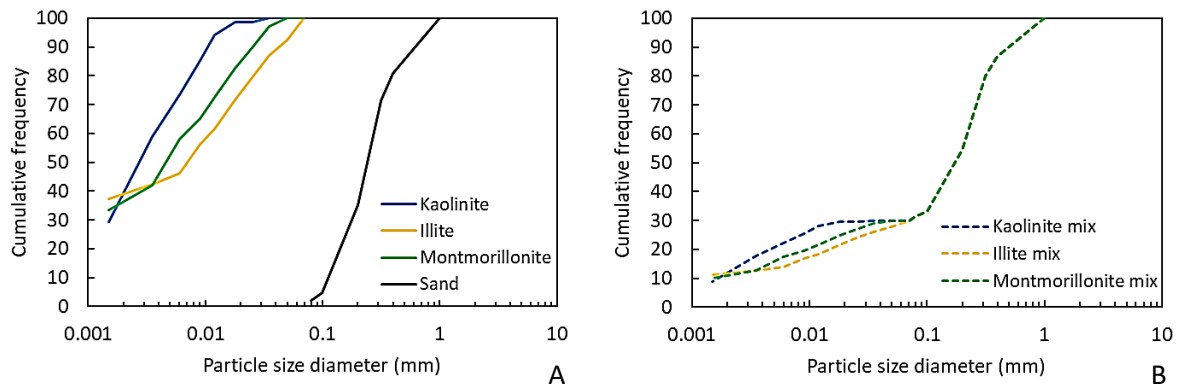 100
90
80
70
60
50
40
30
20
10
0
Cumulative frequency
0.001
0.01
0.1
1
10
Particle size diameter (mm)
Kaolinite
Illite
Montmorillonite
Sand
A
100
90
80
70
60
50
40
30
20
10
0
Cumulative frequency
0.001
0.01
0.1
1
10
Particle size diameter (mm)
Kaolinite mix
Illite mix
Montmorillonite mix
B